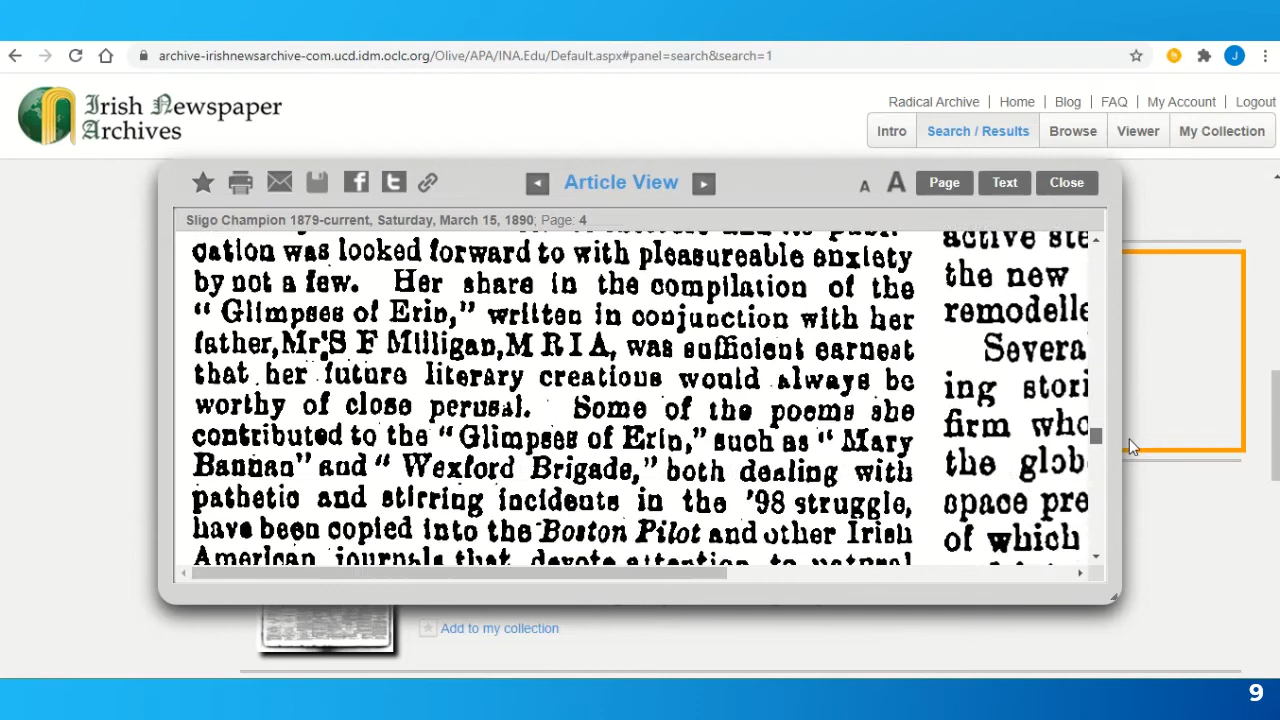 archive-irishnewsarchive-com.ucd.idm.oclc.org/Olive/APA/INA.Edu/Default.aspx#panel=search&search=1
J
Irish Newspaper
Archives
Radical Archive | Home | Blog | FAQ | My Account | Logout
Intro Search / Results Browse Viewer My Collection
f t Article View A A Page Text Close
Sligo Champion 1879-current, Saturday, March 15, 1890; Page: 4
cation was looked forward to with pleasureable anxiety
by not a few. Her share in the compilation of the
"Glimpses of Erin," written in conjunction with her
father, Mr S F Milligan, M R I A, was sufficient earnest
that her future literary creations would always be
worthy of close perusal. Some of the poems she
contributed to the "Glimpses of Erin," such as "Mary
Bannan" and "Wexford Brigade," both dealing with
pathetic and stirring incidents in the '98 struggle,
have been copied into the Boston Pilot and other Irish
American journals that devote attention to
active ste
the new
remodelle
Severa
ing stori
firm who
the glob
space pre
of which
Add to my collection
9